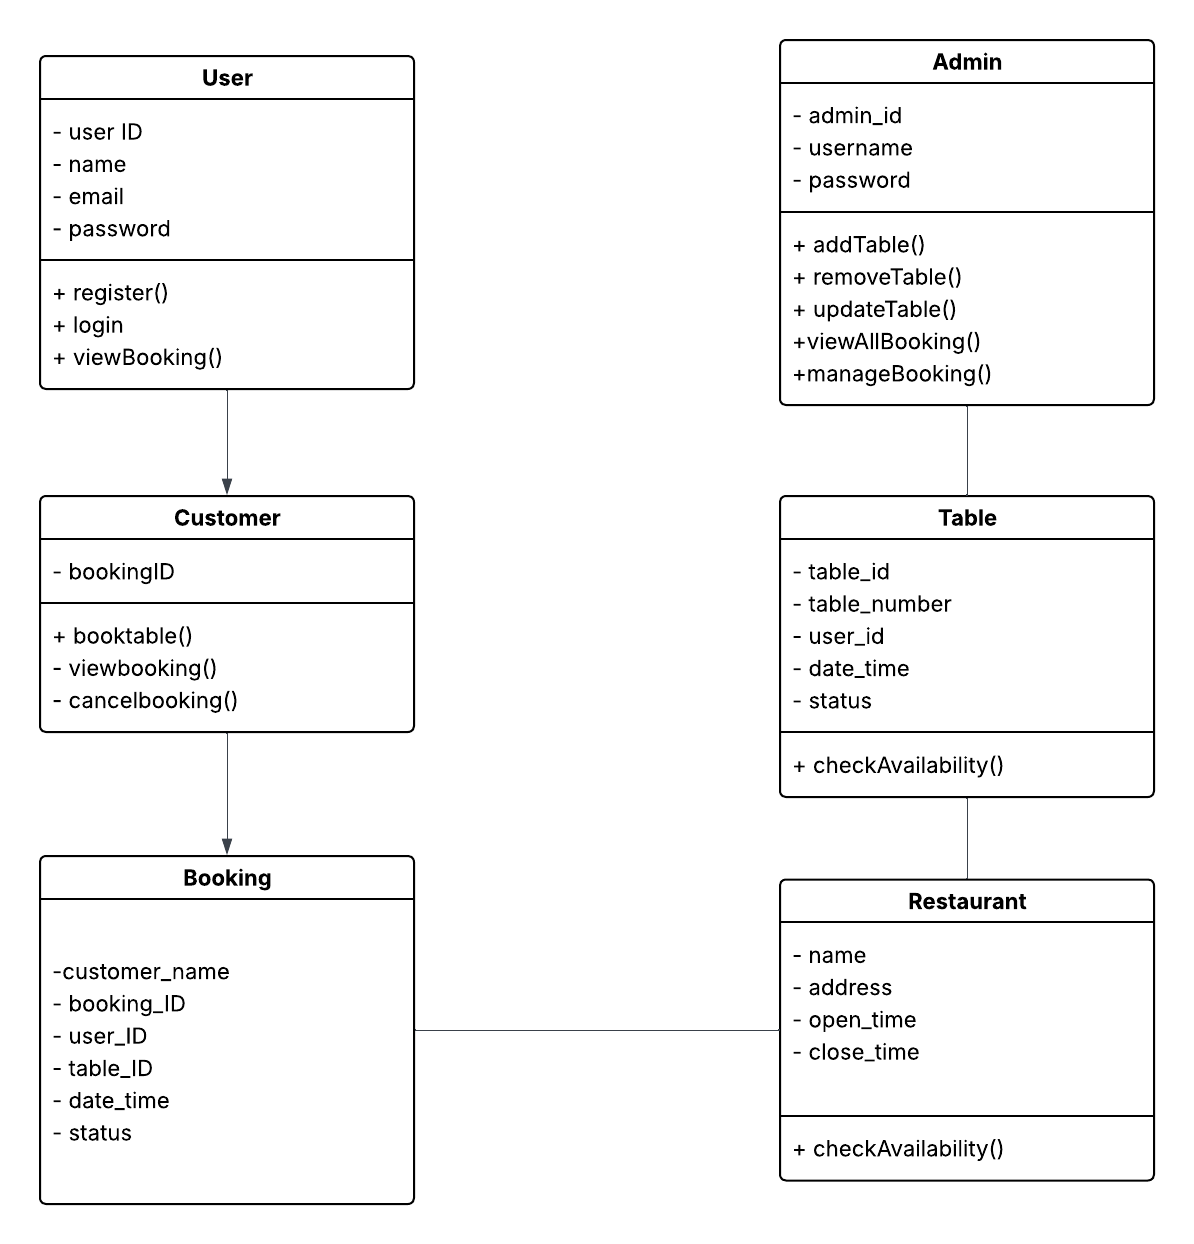 User
- user ID
- name
- email
- password
+ register()
+ login
+ viewBooking()
Customer
- bookingID
+ booktable()
- viewbooking()
- cancelbooking()
Booking
-customer_name
- booking_ID
- user_ID
- table_ID
- date_time
- status
Admin
- admin_id
- username
- password
+ addTable()
+ removeTable()
+ updateTable()
+viewAllBooking()
+manageBooking()
Table
- table_id
- table_number
- user_id
- date_time
- status
+ checkAvailability()
Restaurant
- name
- address
- open_time
- close_time
+ checkAvailability()